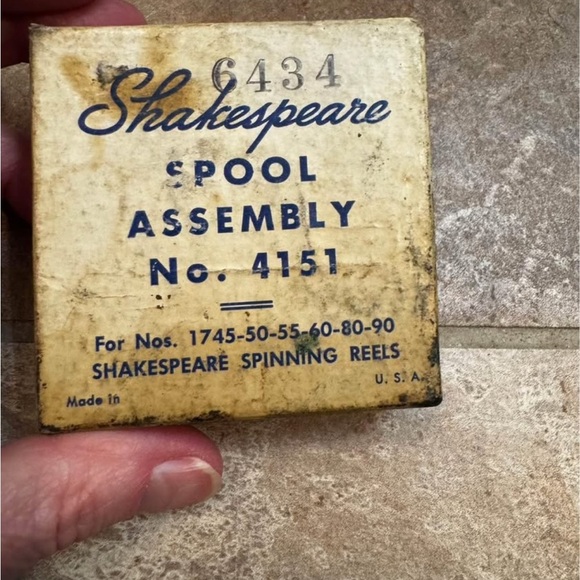 6434
Shakespeare
SPOOL
ASSEMBLY
No. 4151
For Nos. 1745-50-55-60-80-90
SHAKESPEARE SPINNING REELS
Made in U. S. A.